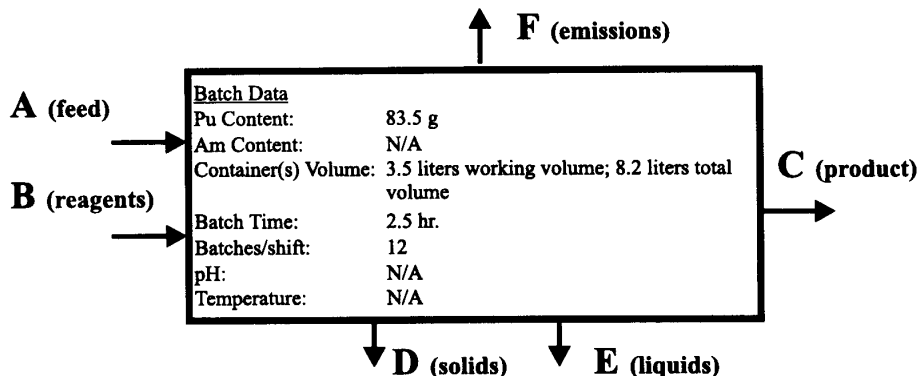 F (emissions)
A (feed)
B (reagents)
Batch Data
Pu Content: 83.5 g
Am Content: N/A
Container(s) Volume: 3.5 liters working volume; 8.2 liters total
volume
Batch Time: 2.5 hr.
Batches/shift: 12
pH: N/A
Temperature: N/A
C (product)
D (solids)
E (liquids)